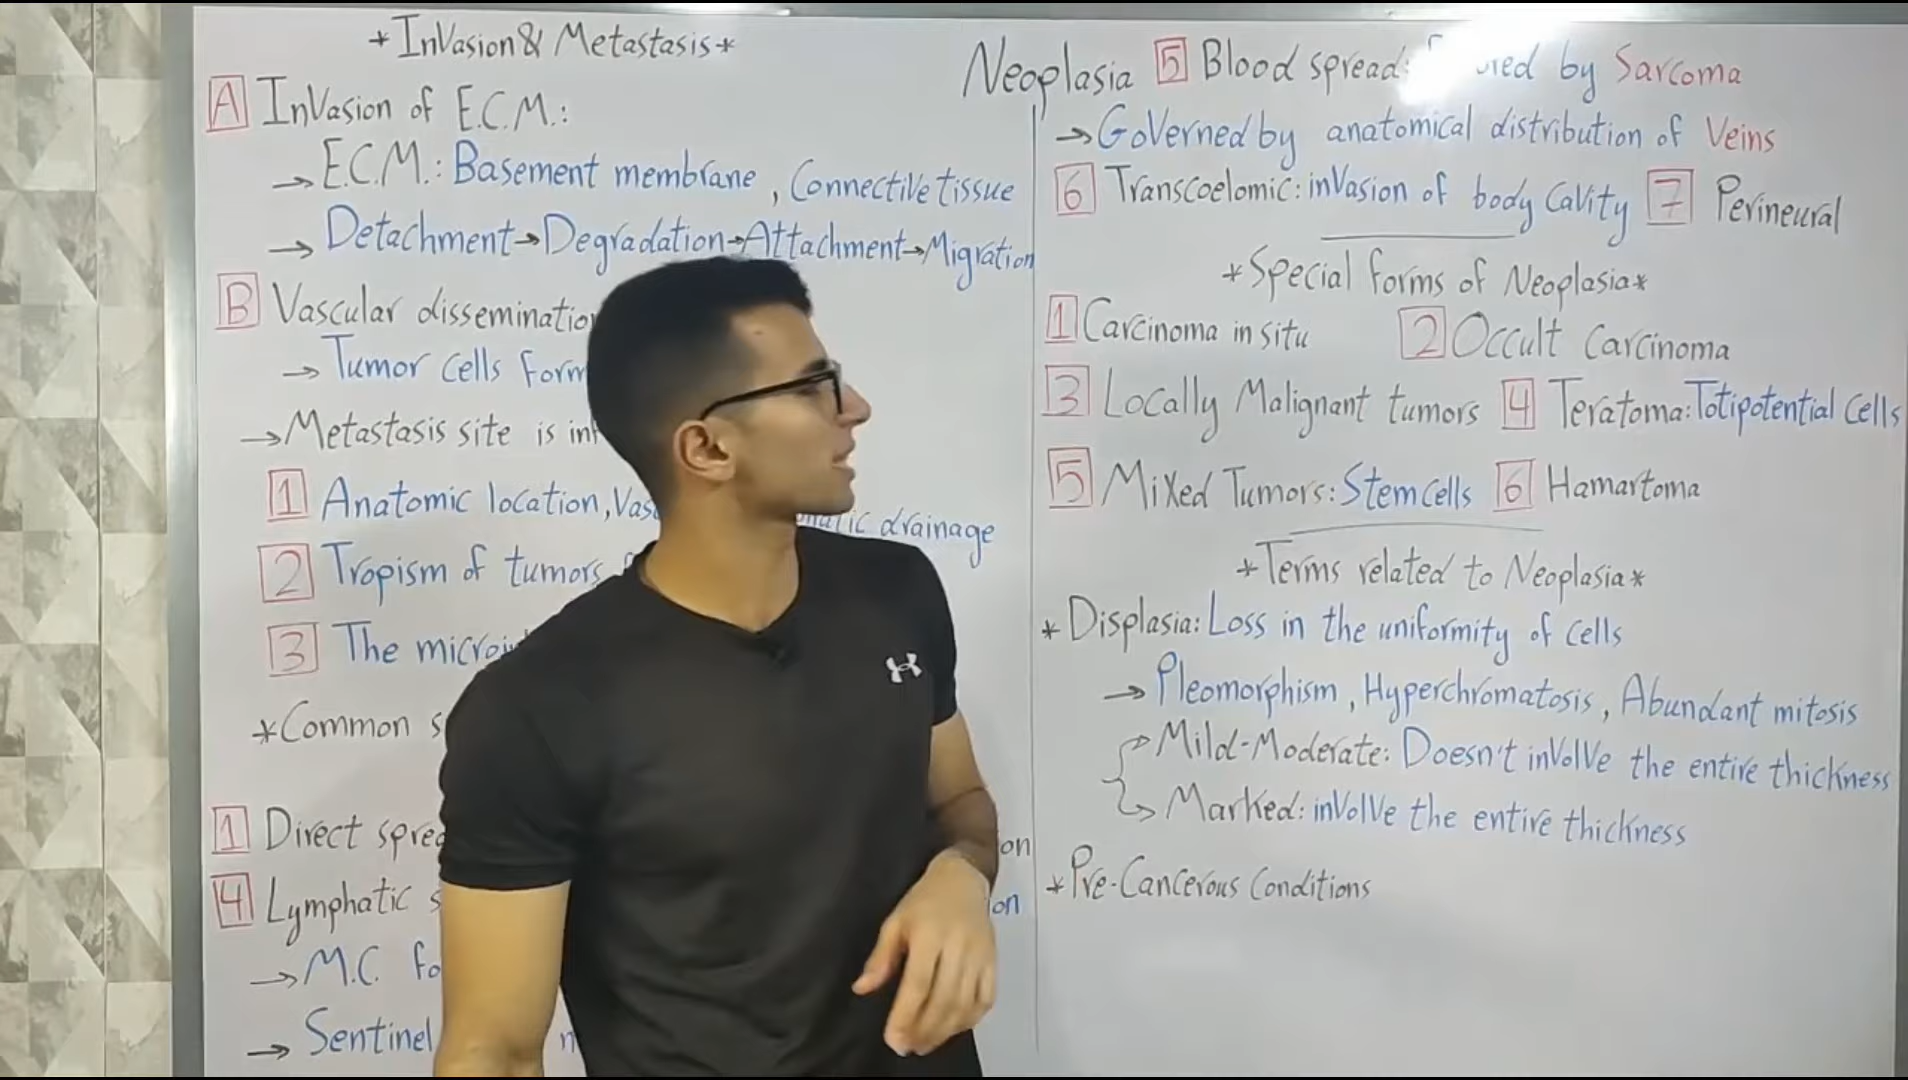 *Invasion & Metastasis*
A Invasion of E.C.M.:
→ E.C.M.: Basement membrane, Connective tissue
→ Detachment→Degradation→Attachment→Migration
B Vascular
→ Tumor cells
→ Metastasis site is
1 Anatomic location, drainage
2 Tropism of tumors
3 The
*Common
1 Direct
4 Lymphatic
→ M.C.
→ Sentinel
Neoplasia
5 Blood spread: by Sarcoma
→ Governed by anatomical distribution of Veins
6 Transcoelomic: invasion of body cavity 7 Perineural
*Special forms of Neoplasia*
1 Carcinoma in situ 2 Occult Carcinoma
3 Locally Malignant tumors 4 Teratoma: Totipotential Cells
5 Mixed Tumors: Stem cells 6 Hamartoma
*Terms related to Neoplasia*
* Displasia: Loss in the uniformity of cells
→ Pleomorphism, Hyperchromatosis, Abundant mitosis
→ Mild-Moderate: Doesn't involve the entire thickness
→ Marked: involve the entire thickness
* Pre-Cancerous Conditions